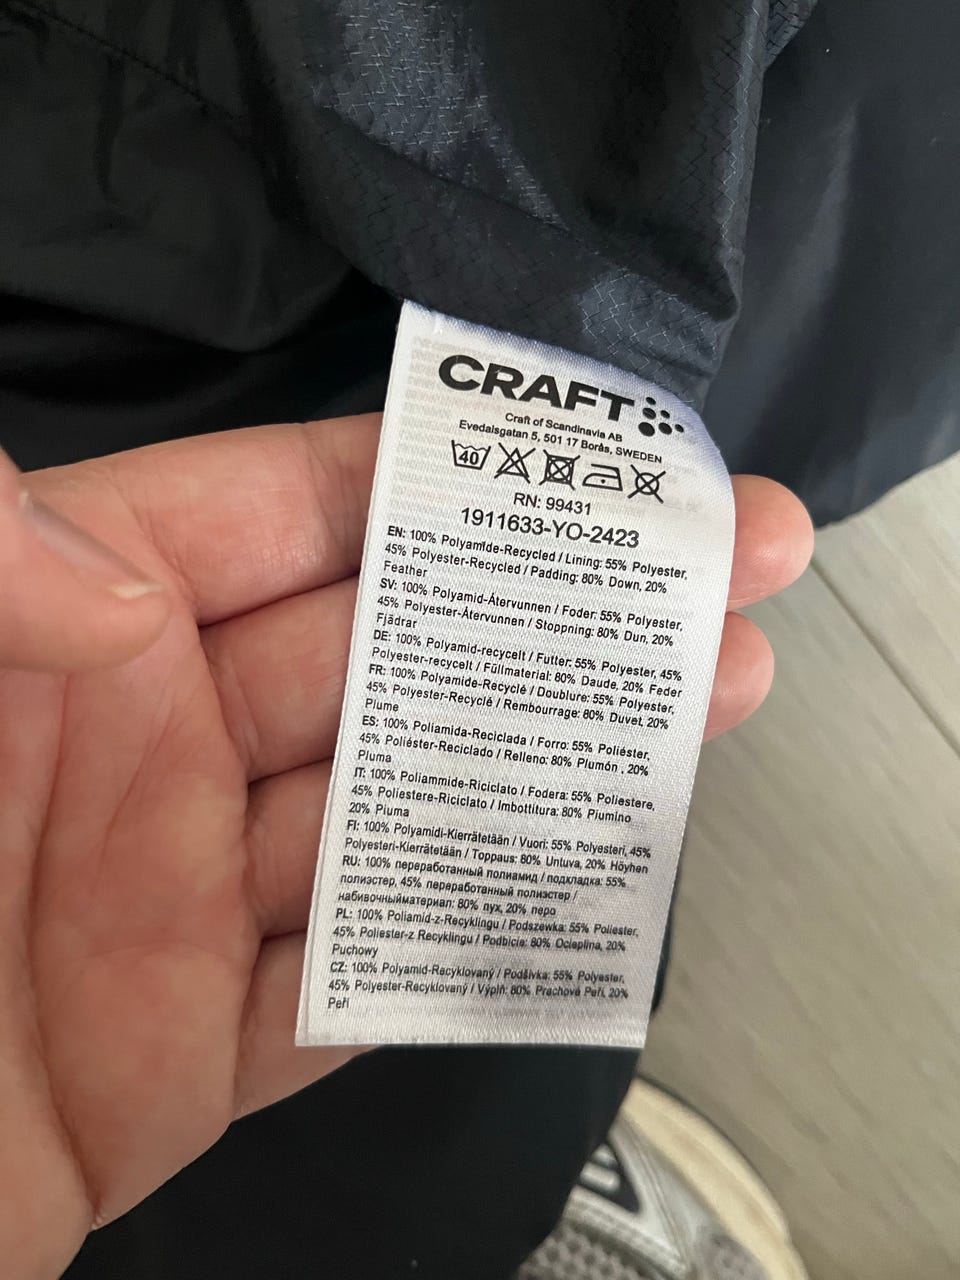 CRAFT
Craft of Scandinavia AB
Evedalsgatan 5, 501 17 Borås, SWEDEN
40
RN: 99431
1911633-YO-2423
EN: 100% Polyamide-Recycled / Lining: 55% Polyester,
45% Polyester-Recycled / Padding: 80% Down, 20%
Feather
SV: 100% Polyamid-Återvunnen / Foder: 55% Polyester,
45% Polyester-Återvunnen / Stoppning: 80% Dun, 20%
Fjädrar
DE: 100% Polyamid-recycelt / Futter: 55% Polyester, 45%
Polyester-recycelt / Füllmaterial: 80% Daude, 20% Feder
FR: 100% Polyamide-Recyclé / Doublure: 55% Polyester,
45% Polyester-Recyclé / Rembourrage: 80% Duvet, 20%
Plume
ES: 100% Poliamida-Reciclada / Forro: 55% Poliéster,
45% Poliéster-Reciclado / Relleno: 80% Plumón , 20%
Pluma
IT: 100% Poliammide-Riciclato / Fodera: 55% Poliestere,
45% Poliestere-Riciclato / Imbottitura: 80% Piumino
20% Piuma
FI: 100% Polyamidi-Kierrätetään / Vuori: 55% Polyesteri, 45%
Polyesteri-Kierrätetään / Toppaus: 80% Untuva, 20% Höyhen
RU: 100% переработанный полиамид / подкладка: 55%
полиэстер, 45% переработанный полиэстер /
набивочныйматериал: 80% пух, 20% перо
PL: 100% Poliamid-z-Recyklingu / Podszewka: 55% Poliester,
45% Poliester-z Recyklingu / Podbicie: 80% Ocieplina, 20%
Puchowy
CZ: 100% Polyamid-Recyklovaný / Podšívka: 55% Polyester,
45% Polyester-Recyklovaný / Výplň: 80% Prachové Peří, 20%
Peří